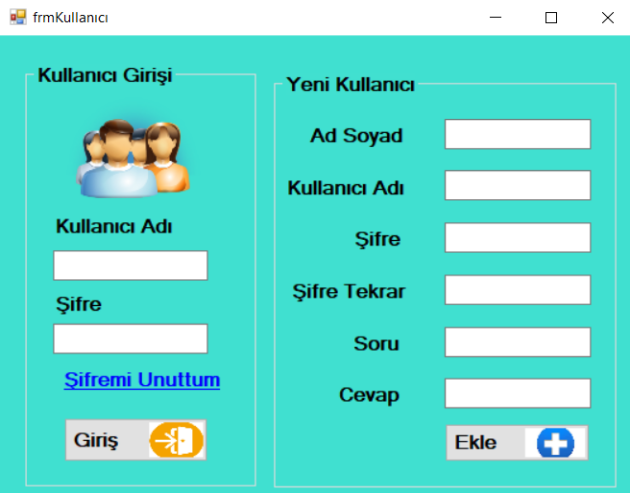 frmKullanıcı
Kullanıcı Girişi
Kullanıcı Adı
Şifre
Şifremi Unuttum
Giriş
Yeni Kullanıcı
Ad Soyad
Kullanıcı Adı
Şifre
Şifre Tekrar
Soru
Cevap
Ekle